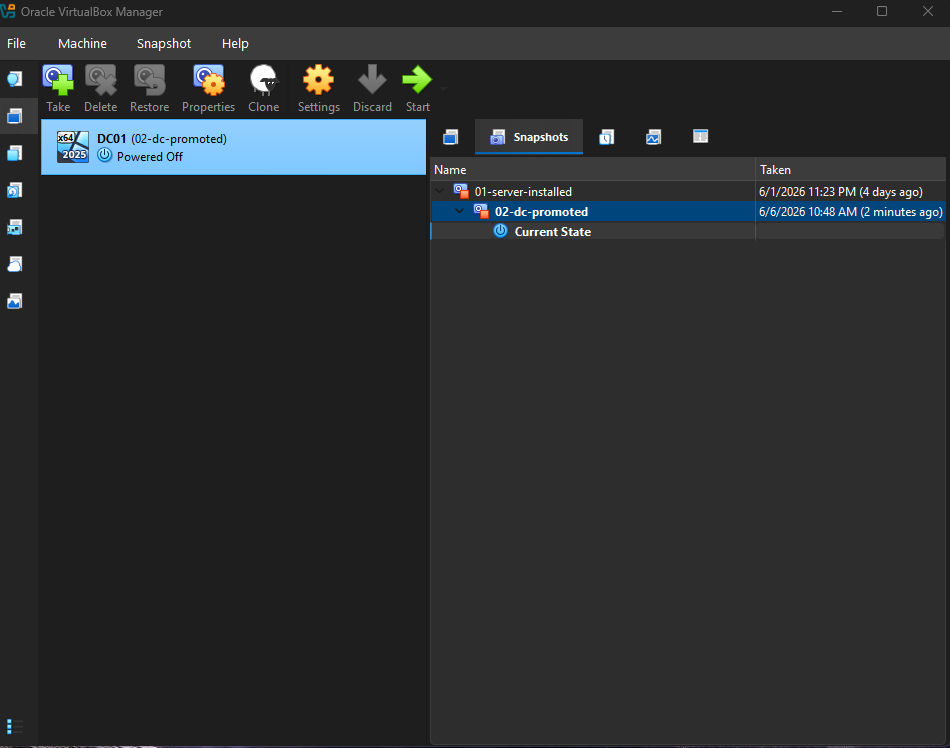 Oracle VirtualBox Manager
File Machine Snapshot Help
Take Delete Restore Properties Clone Settings Discard Start
x64
2025
DC01 (02-dc-promoted)
Powered Off
Snapshots
Name Taken
01-server-installed 6/1/2026 11:23 PM (4 days ago)
02-dc-promoted 6/6/2026 10:48 AM (2 minutes ago)
Current State